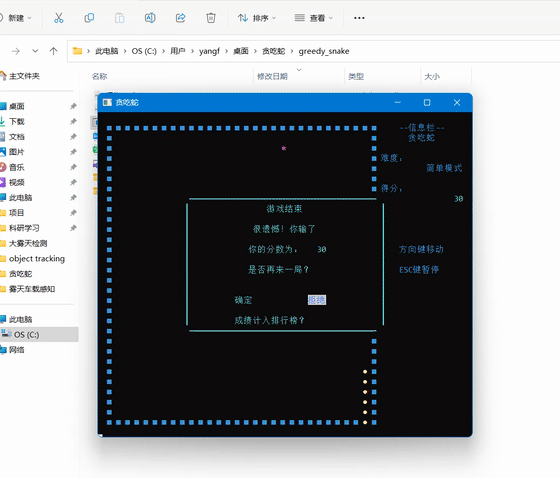 新建
排序
查看
此电脑 OS (C:) 用户 yangf 桌面 贪吃蛇 greedy_snake
主文件夹
名称 修改日期 类型 大小
桌面
下载
文档
图片
音乐
视频
此电脑
项目
科研学习
大雾天检测
object tracking
贪吃蛇
雾天车载感知
此电脑
OS (C:)
网络
贪吃蛇
*
游戏结束
很遗憾！你输了
你的分数为： 30
是否再来一局？
确定 拒绝
成绩计入排行榜？
--信息栏--
贪吃蛇
难度：
简单模式
得分：
30
方向键移动
ESC键暂停